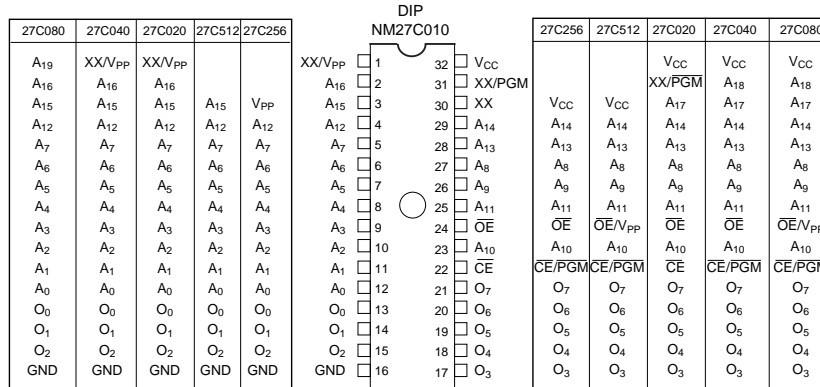 DIP
NM27C010
27C080 27C040 27C020 27C512 27C256
27C256 27C512 27C020 27C040 27C080
A19 XX/VPP XX/VPP XX/VPP 1 32 VCC VCC VCC VCC
A16 A16 A16 A16 2 31 XX/PGM XX/PGM A18 A18
A15 A15 A15 A15 VPP A15 3 30 XX VCC VCC A17 A17 A17
A12 A12 A12 A12 A12 A12 4 29 A14 A14 A14 A14 A14 A14
A7 A7 A7 A7 A7 A7 5 28 A13 A13 A13 A13 A13 A13
A6 A6 A6 A6 A6 A6 6 27 A8 A8 A8 A8 A8 A8
A5 A5 A5 A5 A5 A5 7 26 A9 A9 A9 A9 A9 A9
A4 A4 A4 A4 A4 A4 8 25 A11 A11 A11 A11 A11 A11
A3 A3 A3 A3 A3 A3 9 24 OE OE OE/VPP OE OE OE/VPP
A2 A2 A2 A2 A2 A2 10 23 A10 A10 A10 A10 A10 A10
A1 A1 A1 A1 A1 A1 11 22 CE CE/PGM CE/PGM CE CE/PGM CE/PGM
A0 A0 A0 A0 A0 A0 12 21 O7 O7 O7 O7 O7 O7
O0 O0 O0 O0 O0 O0 13 20 O6 O6 O6 O6 O6 O6
O1 O1 O1 O1 O1 O1 14 19 O5 O5 O5 O5 O5 O5
O2 O2 O2 O2 O2 O2 15 18 O4 O4 O4 O4 O4 O4
GND GND GND GND GND GND 16 17 O3 O3 O3 O3 O3 O3